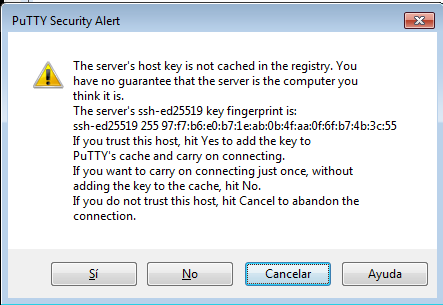 PuTTY Security Alert
The server's host key is not cached in the registry. You
have no guarantee that the server is the computer you
think it is.
The server's ssh-ed25519 key fingerprint is:
ssh-ed25519 255 97:f7:b6:e0:b7:1e:ab:0b:4f:aa:0f:6f:b7:4b:3c:55
If you trust this host, hit Yes to add the key to
PuTTY's cache and carry on connecting.
If you want to carry on connecting just once, without
adding the key to the cache, hit No.
If you do not trust this host, hit Cancel to abandon the
connection.
Sí No Cancelar Ayuda